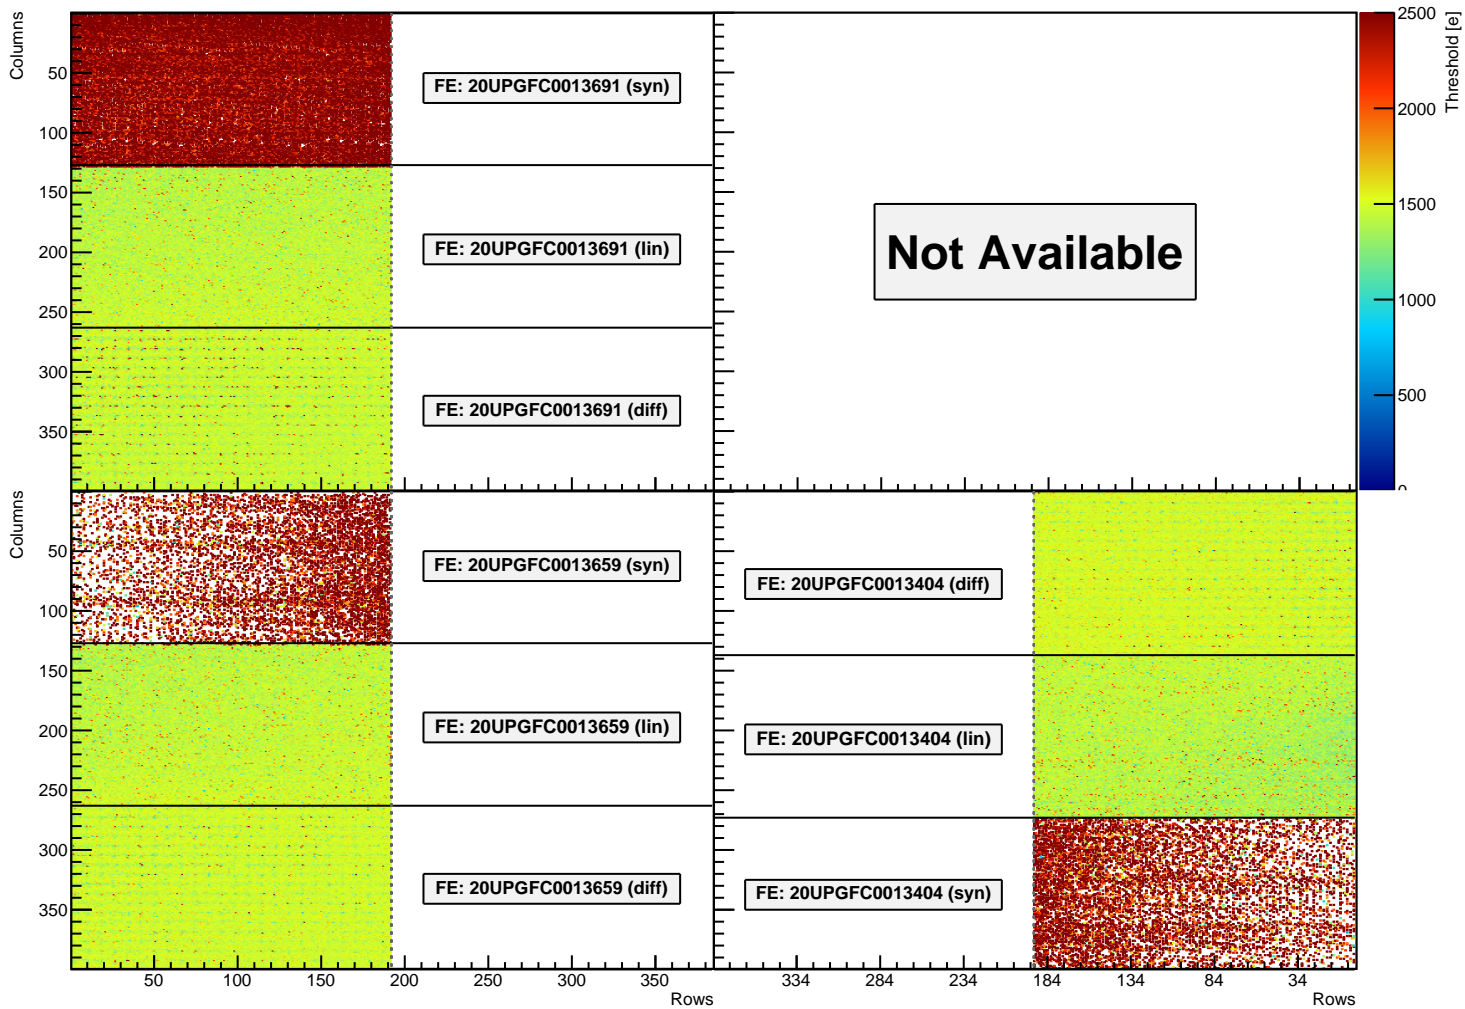 Columns
50
100
150
200
250
300
350
FE: 20UPGFC0013691 (syn)
FE: 20UPGFC0013691 (lin)
FE: 20UPGFC0013691 (diff)
Not Available
2500
2000
1500
1000
500
0
Threshold [e]
Columns
50
100
150
200
250
300
350
FE: 20UPGFC0013659 (syn)
FE: 20UPGFC0013659 (lin)
FE: 20UPGFC0013659 (diff)
FE: 20UPGFC0013404 (diff)
FE: 20UPGFC0013404 (lin)
FE: 20UPGFC0013404 (syn)
50 100 150 200 250 300 350
Rows
334 284 234 184 134 84 34
Rows